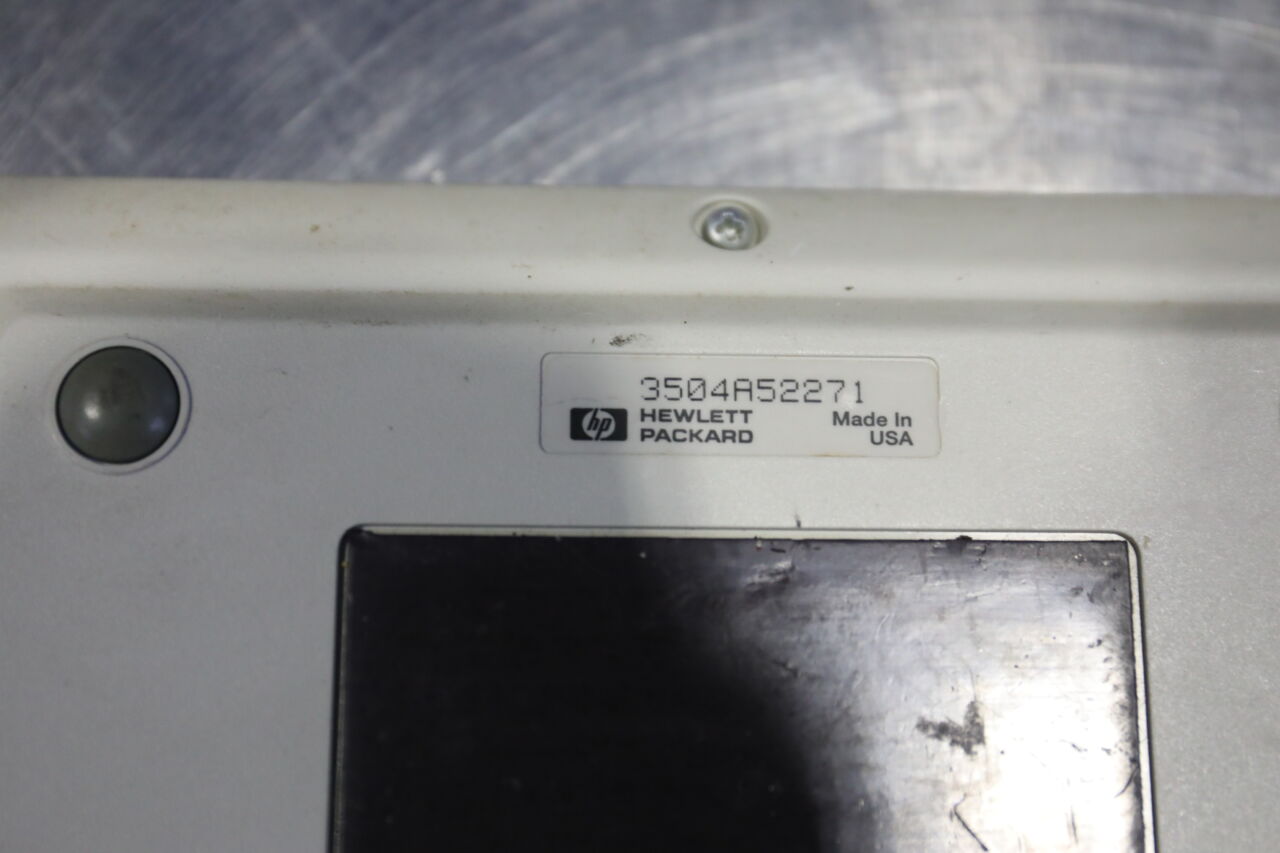 3504A52271
hp HEWLETT PACKARD
Made In USA